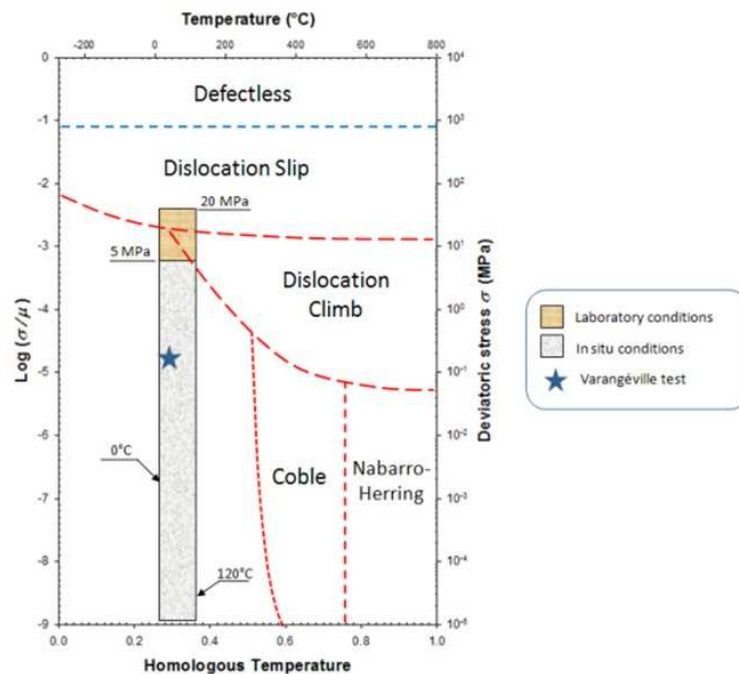 Temperature (°C)
-200 0 200 400 600 800
0 10⁴
Defectless
-1 10³
Dislocation Slip
-2 10²
20 MPa
-3 10¹
5 MPa
Dislocation
Climb
-4 10⁰
-5 10⁻¹
-6 10⁻²
0°C
Coble
Nabarro-
Herring
-7 10⁻³
-8 10⁻⁴
120°C
-9 10⁻⁵
0.0 0.2 0.4 0.6 0.8 1.0
Homologous Temperature
Log (σ/μ)
Deviatoric stress σ (MPa)
Laboratory conditions
In situ conditions
Varangéville test